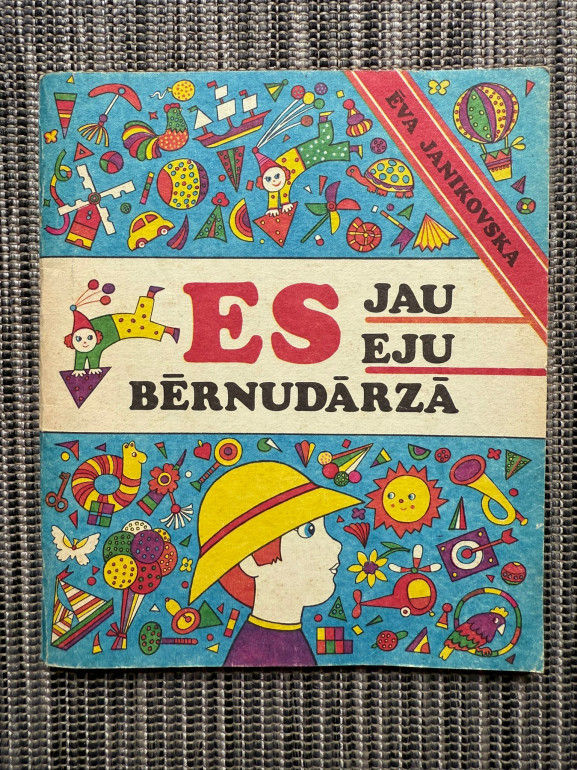 ĒVA JANIKOVSKA
ES JAU
EJU
BĒRNUDĀRZĀ